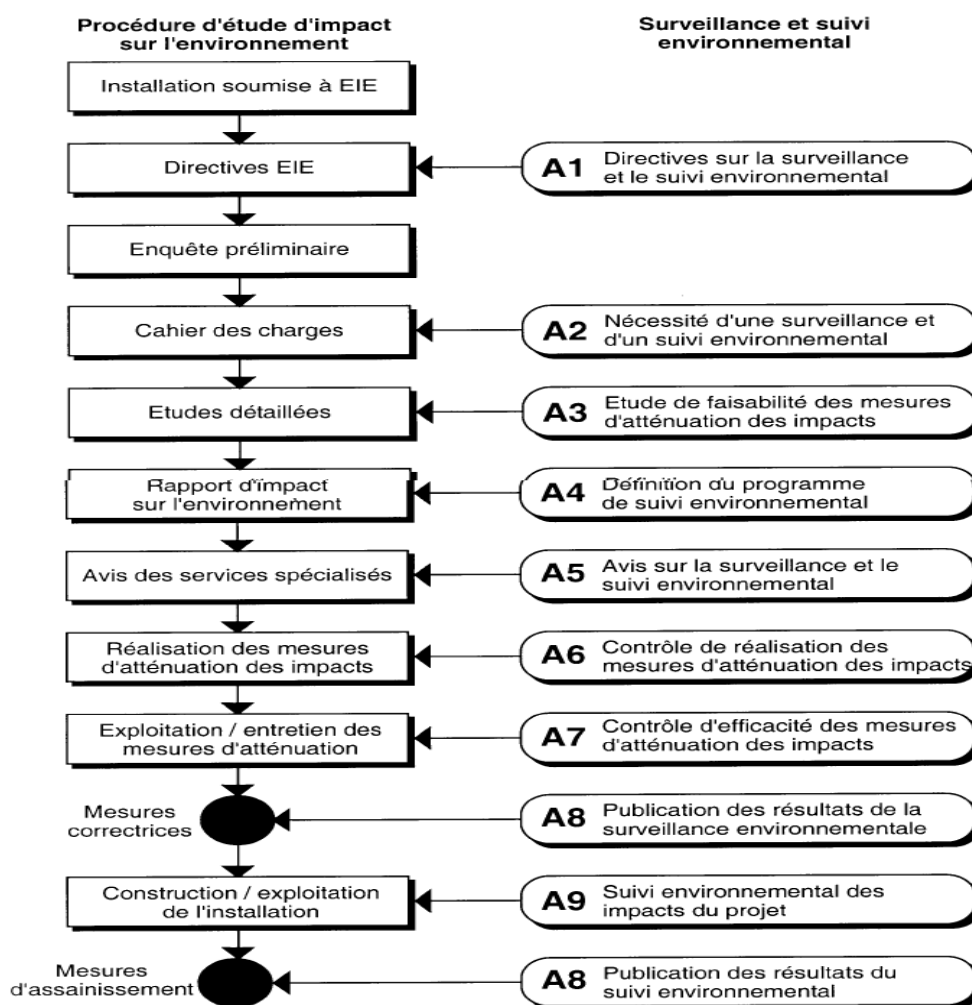 Procédure d'étude d'impact
sur l'environnement
Surveillance et suivi
environnemental
Installation soumise à EIE
Directives EIE
A1 Directives sur la surveillance
et le suivi environnemental
Enquête préliminaire
Cahier des charges
A2 Nécessité d'une surveillance et
d'un suivi environnemental
Etudes détaillées
A3 Etude de faisabilité des mesures
d'atténuation des impacts
Rapport d'impact
sur l'environnement
A4 Définition du programme
de suivi environnemental
Avis des services spécialisés
A5 Avis sur la surveillance et le
suivi environnemental
Réalisation des mesures
d'atténuation des impacts
A6 Contrôle de réalisation des
mesures d'atténuation des impacts
Exploitation / entretien des
mesures d'atténuation
A7 Contrôle d'efficacité des mesures
d'atténuation des impacts
Mesures
correctrices
A8 Publication des résultats de la
surveillance environnementale
Construction / exploitation
de l'installation
A9 Suivi environnemental des
impacts du projet
Mesures
d'assainissement
A8 Publication des résultats du
suivi environnemental